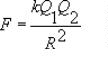 F = kQ₁Q₂ / R²